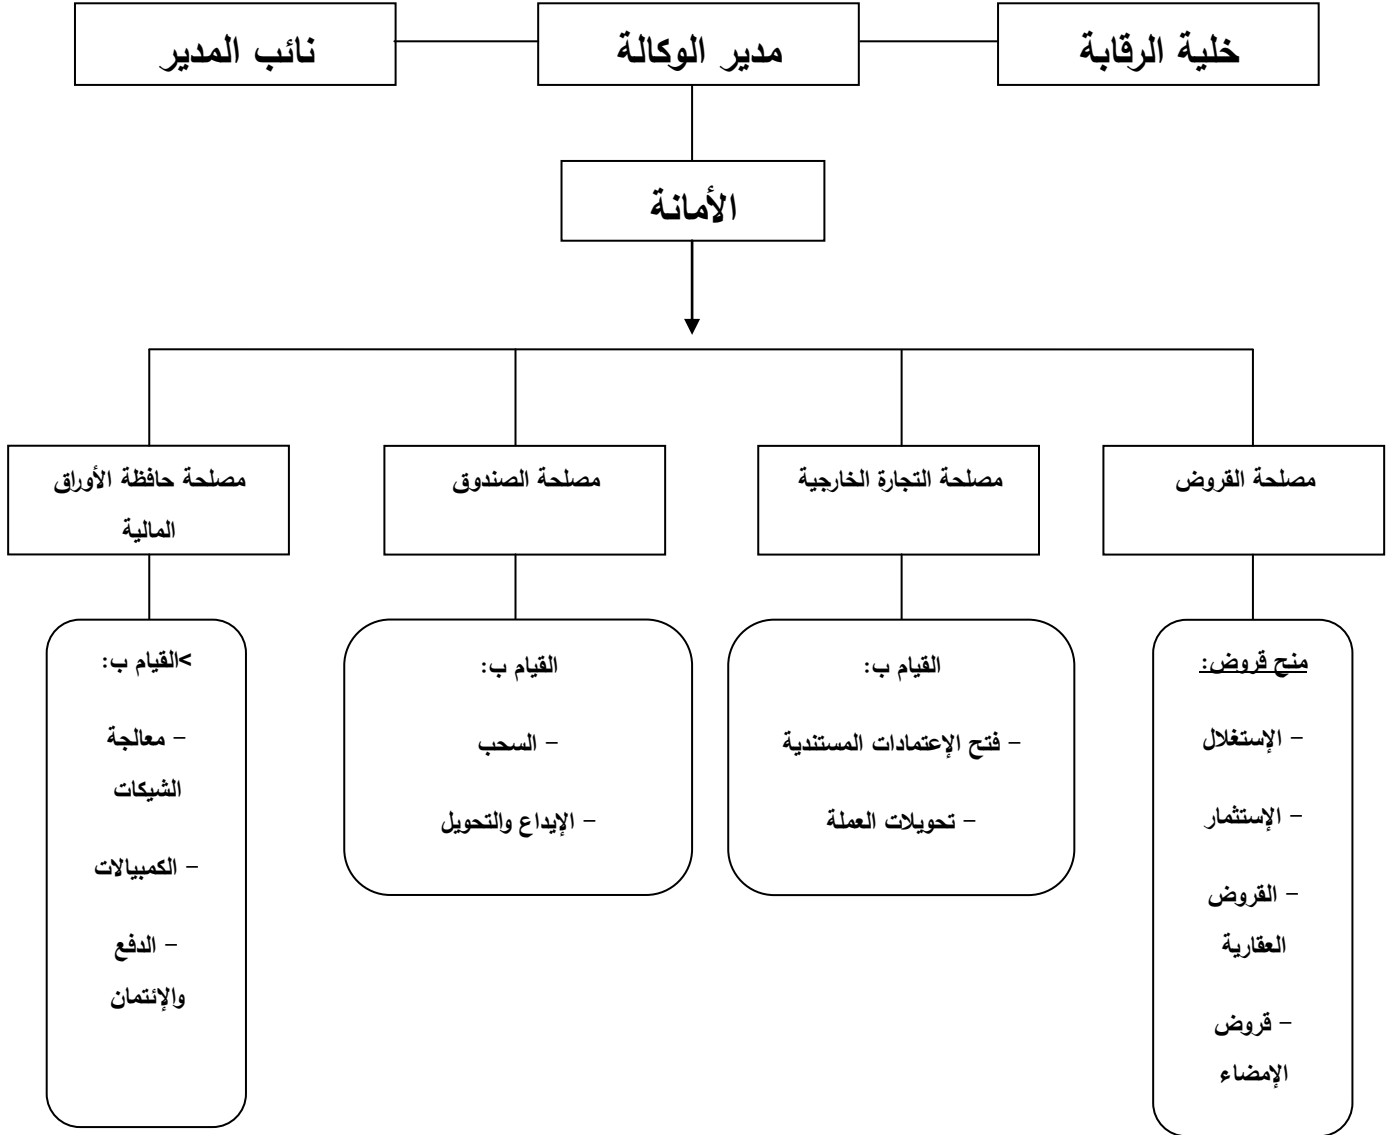 خلية الرقابة
مدير الوكالة
نائب المدير
الأمانة
مصلحة القروض
مصلحة التجارة الخارجية
مصلحة الصندوق
مصلحة حافظة الأوراق
المالية
منح قروض:
– الإستغلال
– الإستثمار
– القروض
العقارية
– قروض
الإمضاء
القيام ب:
– فتح الإعتمادات المستندية
– تحويلات العملة
القيام ب:
– السحب
– الإيداع والتحويل
>القيام ب:
– معالجة
الشيكات
– الكمبيالات
– الدفع
والإئتمان